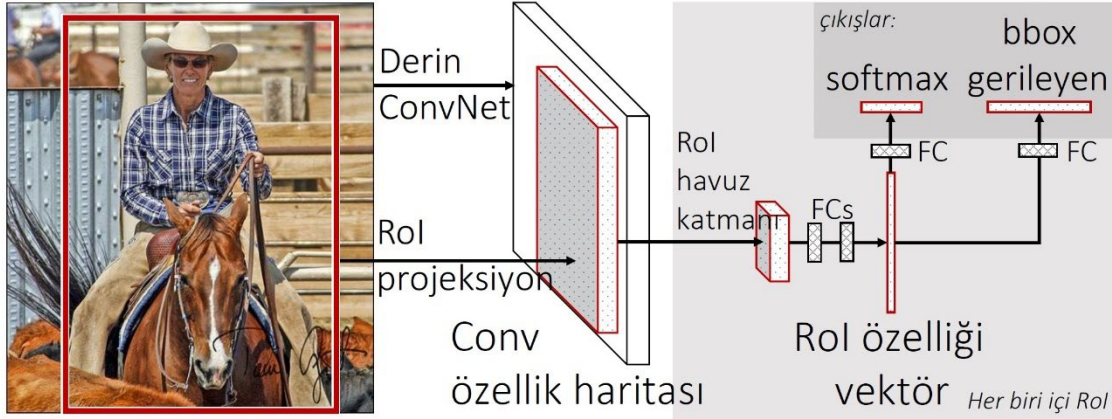 Derin
ConvNet
RoI
projeksiyon
Conv
özellik haritası
RoI
havuz
katmanı
FCs
çıkışlar:
softmax
bbox
gerileyen
FC
FC
RoI özelliği
vektör
Her biri içi RoI